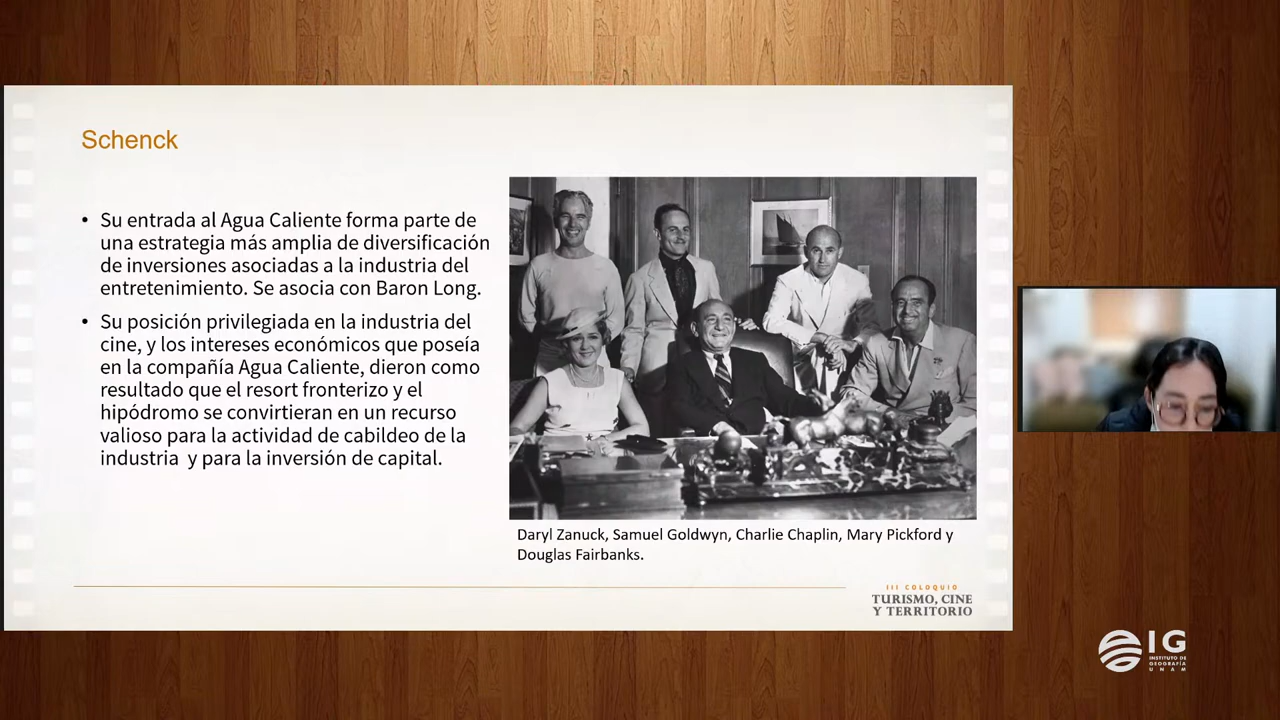 Schenck
• Su entrada al Agua Caliente forma parte de
una estrategia más amplia de diversificación
de inversiones asociadas a la industria del
entretenimiento. Se asocia con Baron Long.
• Su posición privilegiada en la industria del
cine, y los intereses económicos que poseía
en la compañía Agua Caliente, dieron como
resultado que el resort fronterizo y el
hipódromo se convirtieran en un recurso
valioso para la actividad de cabildeo de la
industria y para la inversión de capital.
Daryl Zanuck, Samuel Goldwyn, Charlie Chaplin, Mary Pickford y
Douglas Fairbanks.
III COLOQUIO
TURISMO, CINE
Y TERRITORIO
IG
INSTITUTO DE
GEOGRAFÍA
UNAM